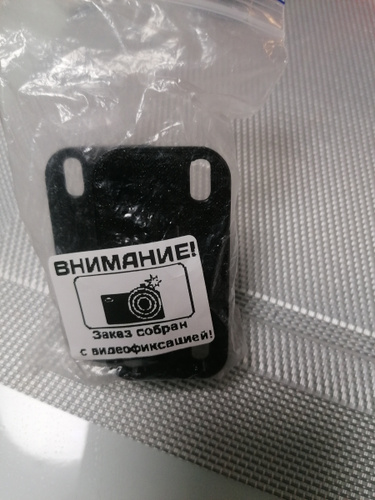 ВНИМАНИЕ!
Заказ собран
с видеофиксацией!